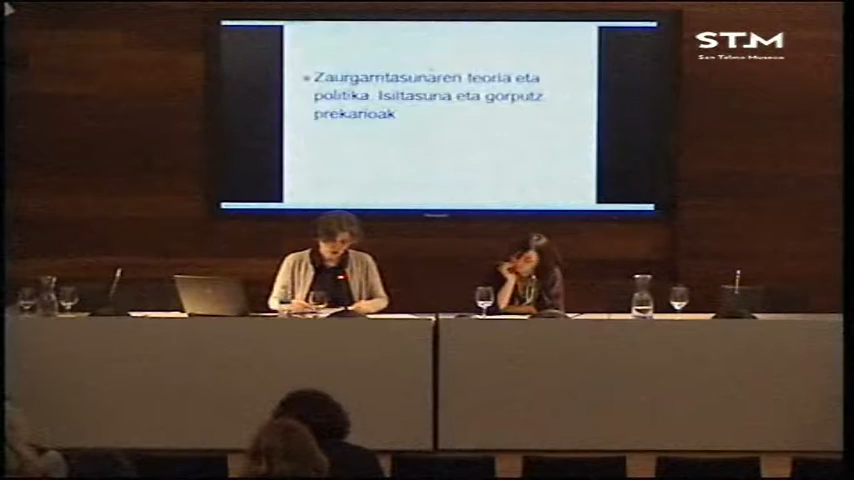 STM
San Telmo Museoa
Zaurgarritasunaren teoria eta
politika. Isiltasuna eta gorputz
prekarioak